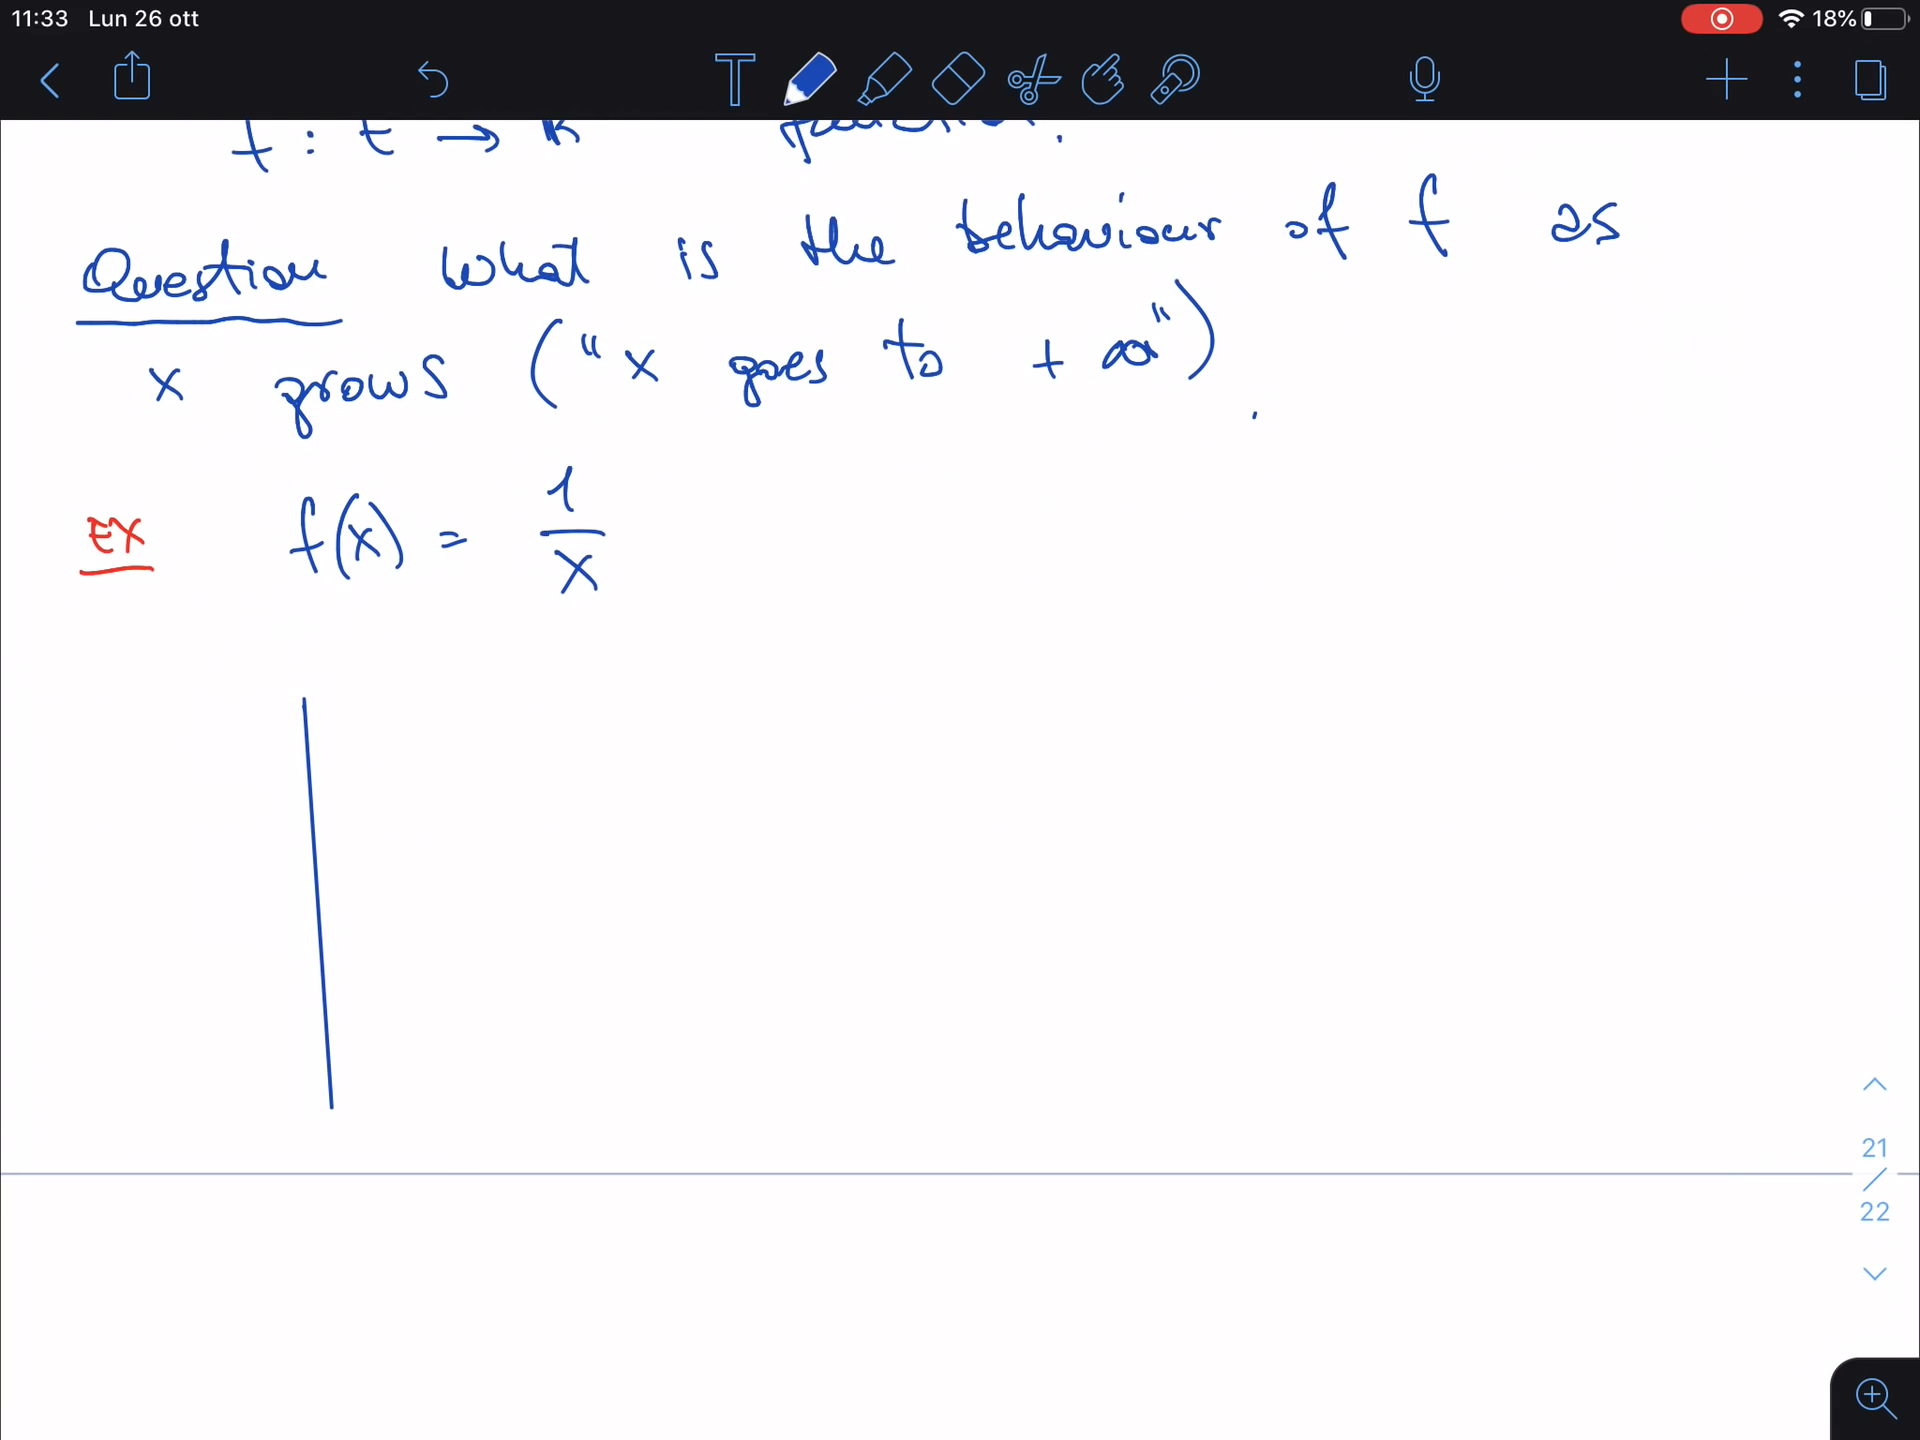 11:33 Lun 26 ott 18%
f : E → R function.
Question What is the behaviour of f as
x grows ("x goes to + ∞").
EX f(x) = 1/x
21
/
22